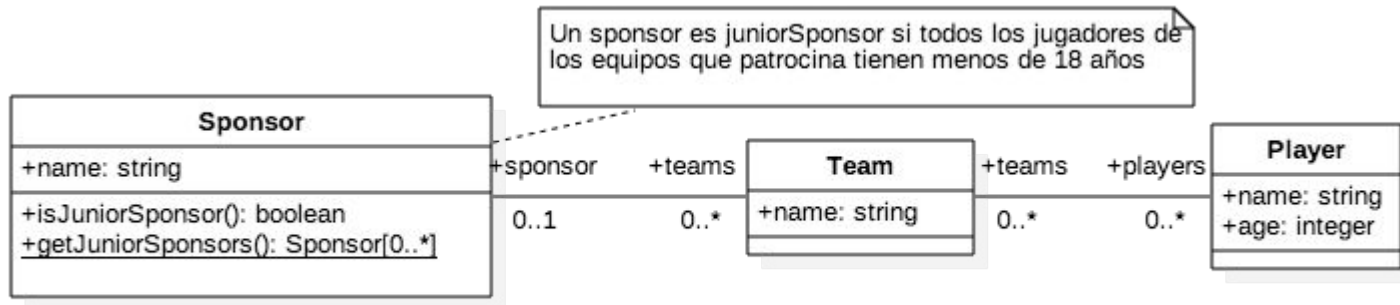 Un sponsor es juniorSponsor si todos los jugadores de
los equipos que patrocina tienen menos de 18 años
Sponsor
+name: string
+isJuniorSponsor(): boolean
+getJuniorSponsors(): Sponsor[0..*]
+sponsor
0..1
+teams
0..*
Team
+name: string
+teams
0..*
+players
0..*
Player
+name: string
+age: integer